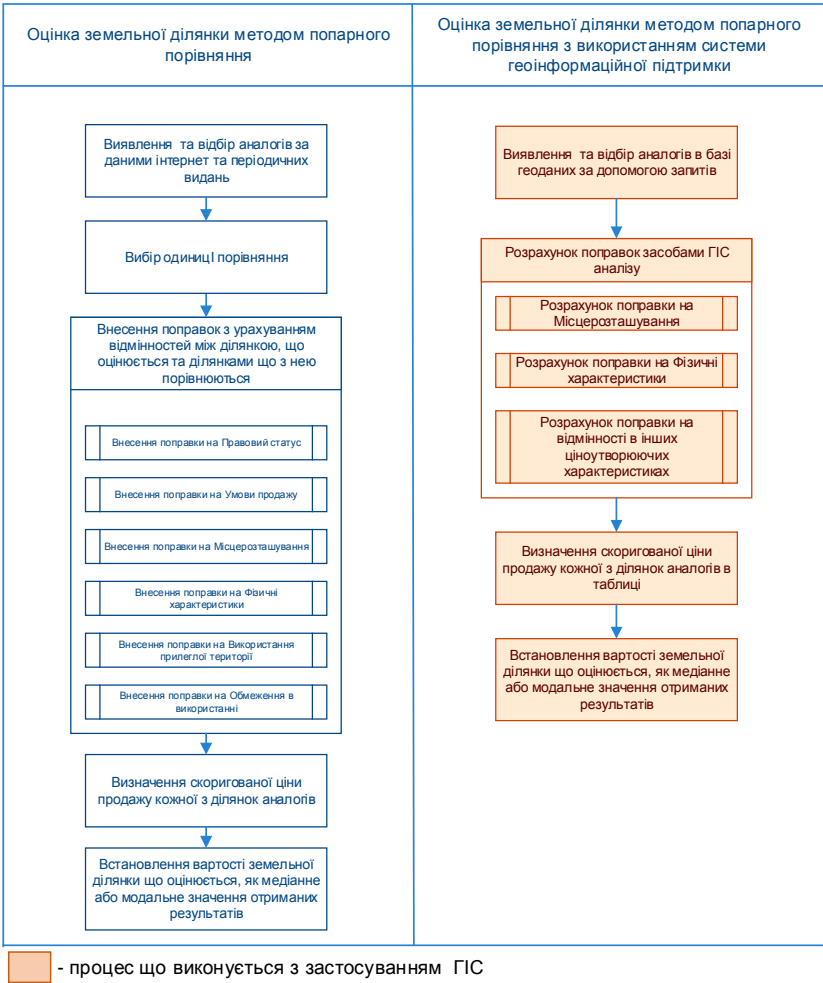 Оцінка земельної ділянки методом попарного
порівняння
Виявлення та відбір аналогів за
даними інтернет та періодичних
видань
Вибір одиницІ порівняння
Внесення поправок з урахуванням
відмінностей між ділянкою, що
оцінюється та ділянками що з нею
порівнюються
Внесення поправки на Правовий статус
Внесення поправки на Умови продажу
Внесення поправки на Місцерозташування
Внесення поправки на Фізичні
характеристики
Внесення поправки на Використання
прилеглої території
Внесення поправки на Обмеження в
використанні
Визначення скоригованої ціни
продажу кожної з ділянок аналогів
Встановлення вартості земельної
ділянки що оцінюється, як медіанне
або модальне значення отриманих
результатів
Оцінка земельної ділянки методом попарного
порівняння з використанням системи
геоінформаційної підтримки
Виявлення та відбір аналогів в базі
геоданих за допомогою запитів
Розрахунок поправок засобами ГІС
аналізу
Розрахунок поправки на
Місцерозташування
Розрахунок поправки на Фізичні
характеристики
Розрахунок поправки на
відмінності в інших
ціноутворюючих
характеристиках
Визначення скоригованої ціни
продажу кожної з ділянок аналогів в
таблиці
Встановлення вартості земельної
ділянки що оцінюється, як медіанне
або модальне значення отриманих
результатів
- процес що виконується з застосуванням ГІС